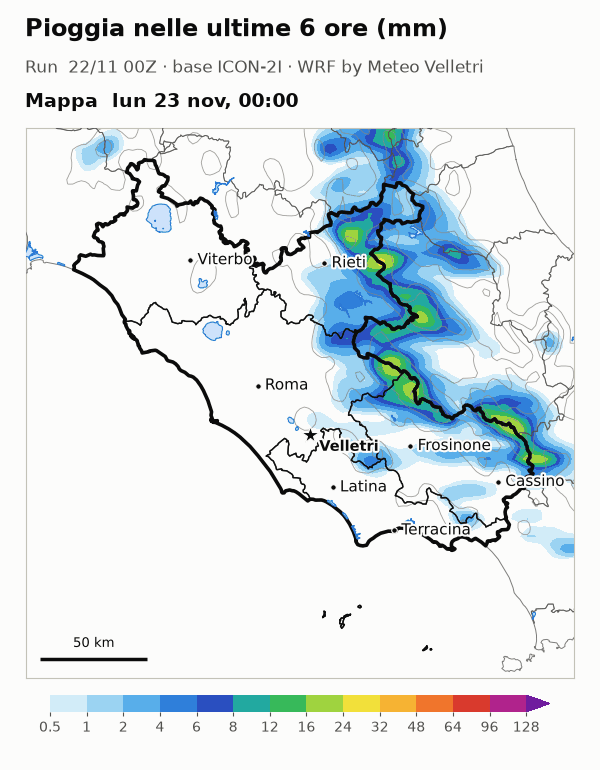 Pioggia nelle ultime 6 ore (mm)
Run  22/11 00Z · base ICON-2I · WRF by Meteo Velletri
Mappa  lun 23 nov, 00:00
Viterbo
Rieti
Roma
Velletri
Frosinone
Latina
Cassino
Terracina
50 km
0.5 1 2 4 6 8 12 16 24 32 48 64 96 128